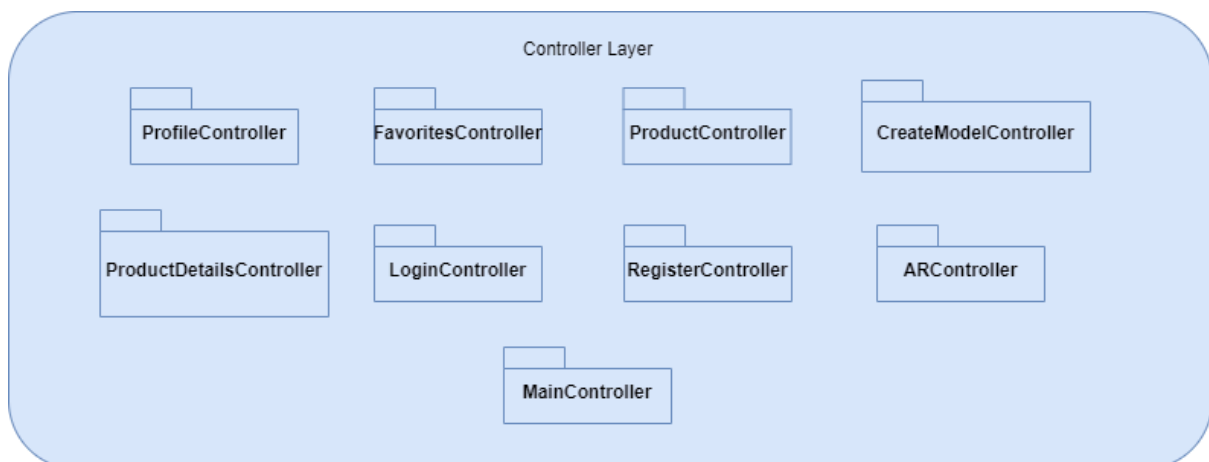 Controller Layer
ProfileController
FavoritesController
ProductController
CreateModelController
ProductDetailsController
LoginController
RegisterController
ARController
MainController